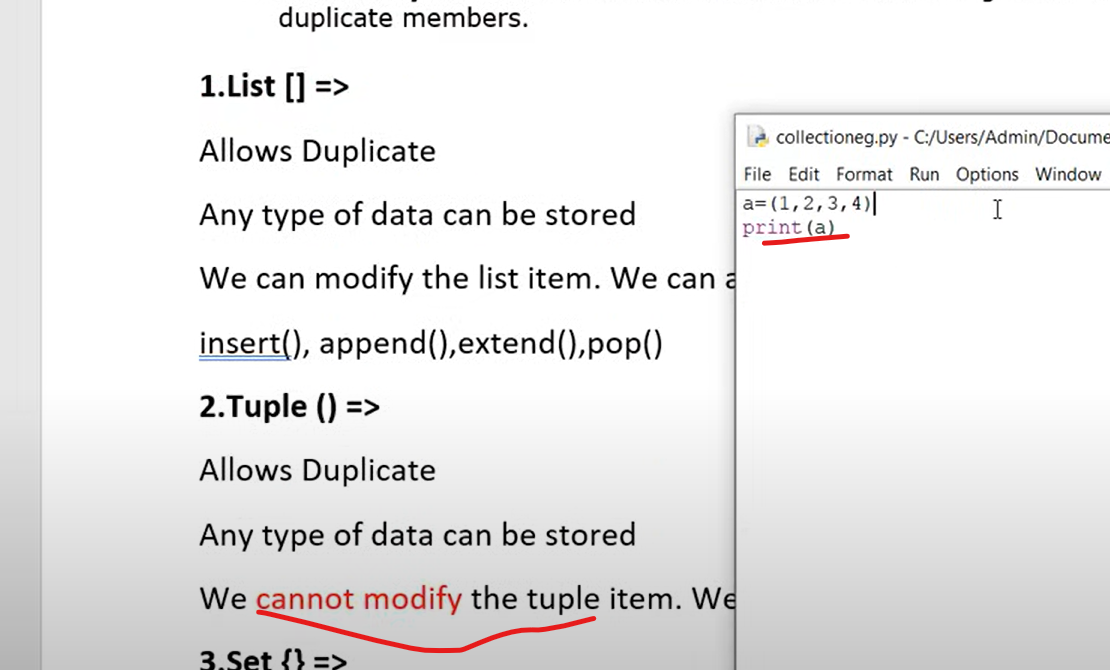 duplicate members.
1.List [] =>
Allows Duplicate
Any type of data can be stored
We can modify the list item. We can
insert(), append(),extend(),pop()
2.Tuple () =>
Allows Duplicate
Any type of data can be stored
We cannot modify the tuple item. We
3.Set {} =>
collectioneg.py - C:/Users/Admin/Docume
File Edit Format Run Options Window
a=(1,2,3,4)
print(a)